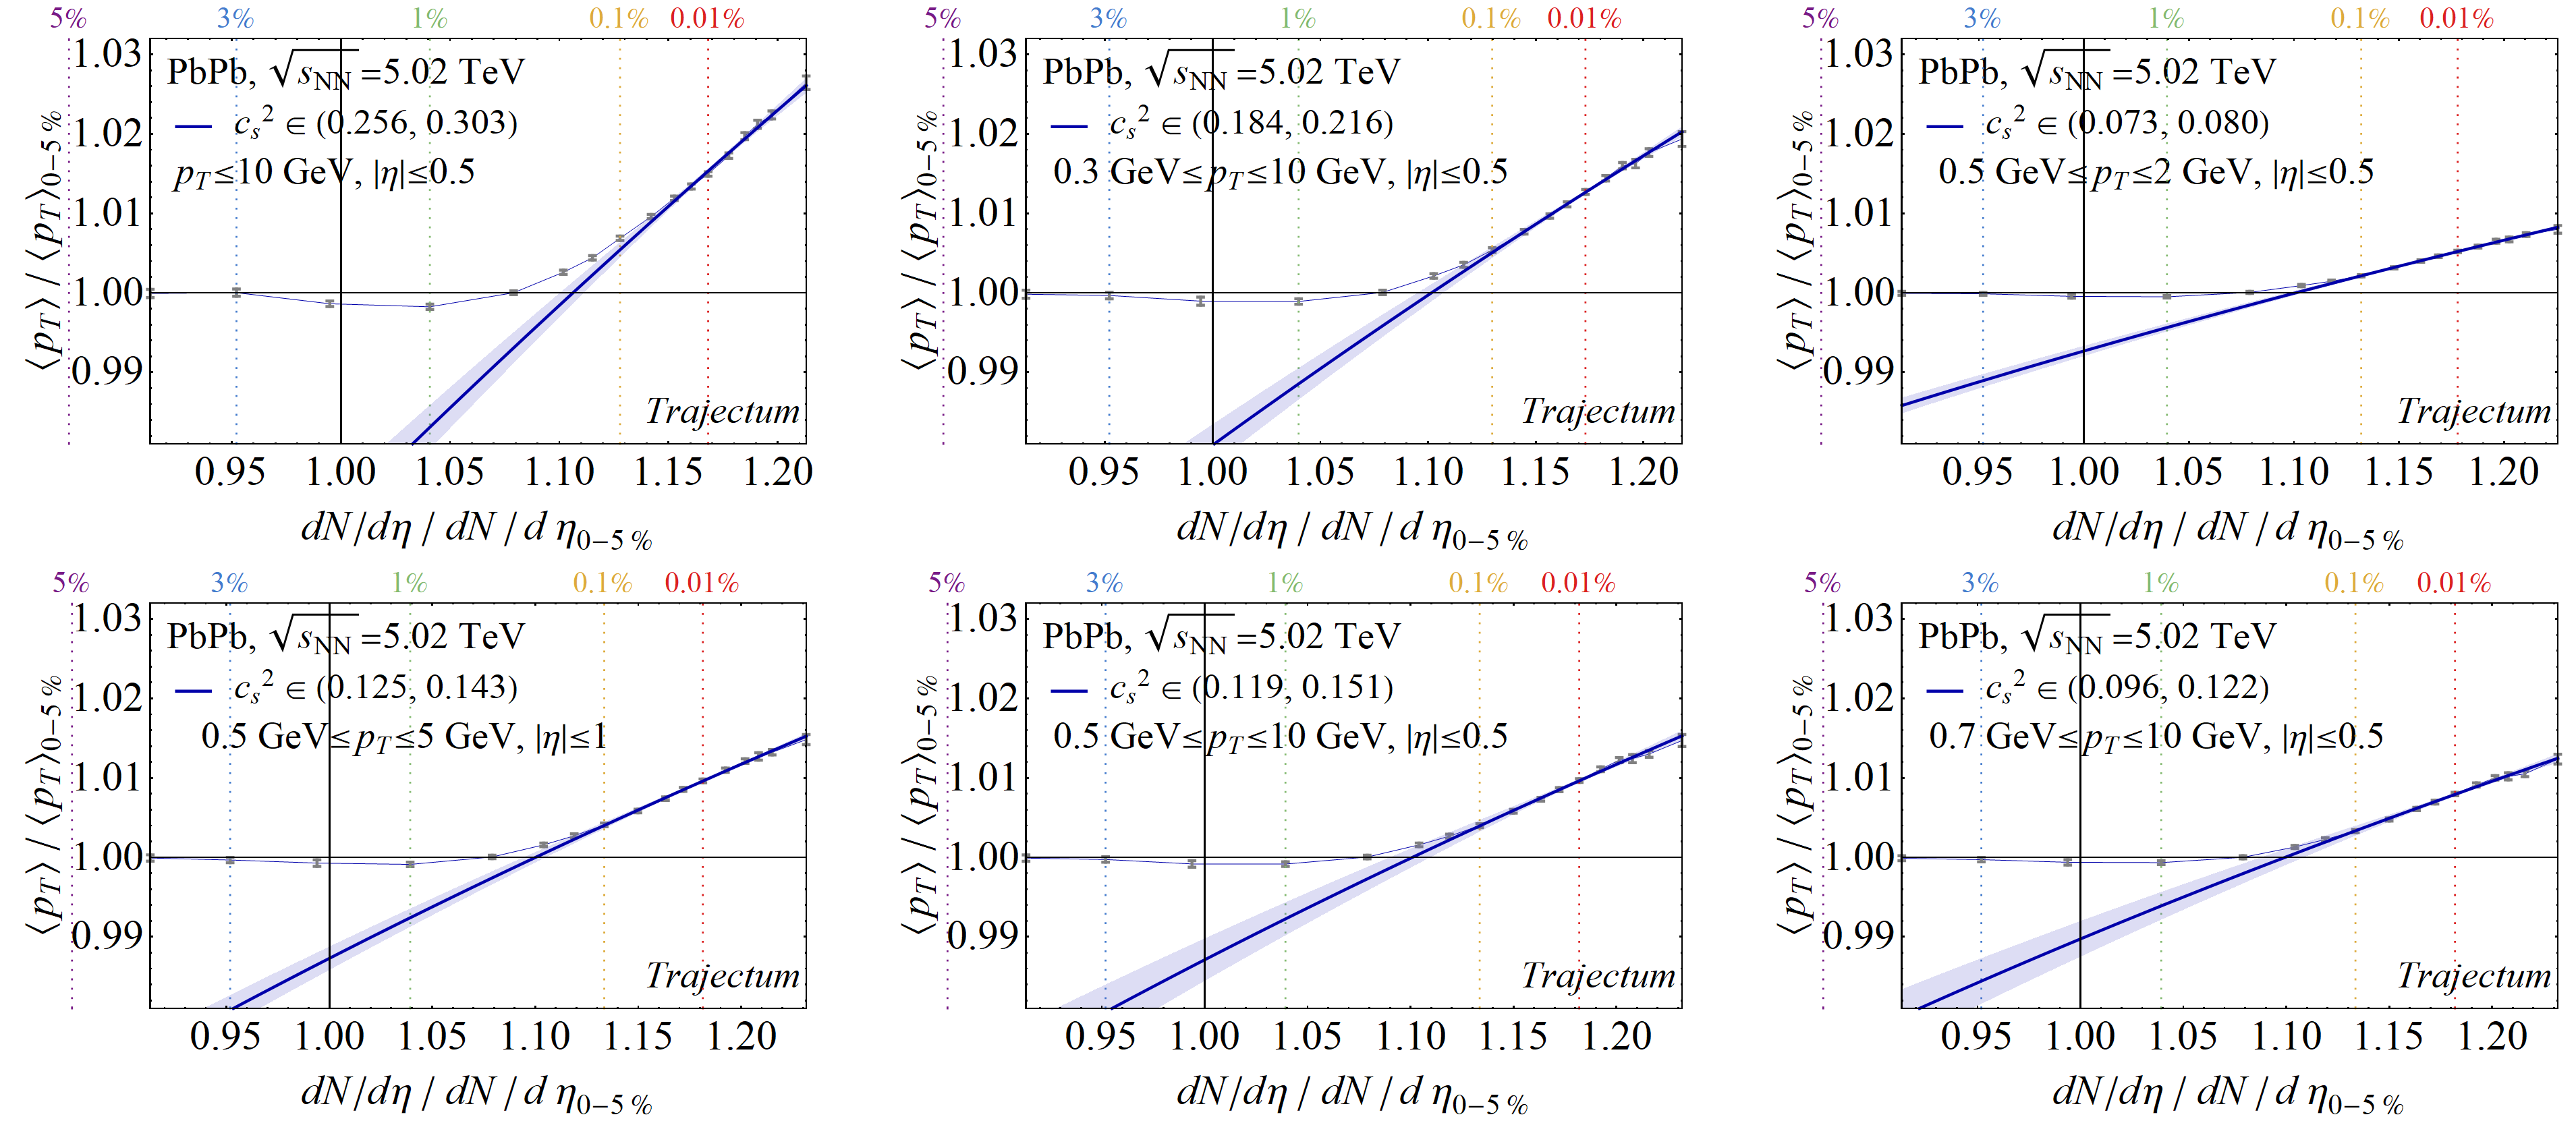 5% 3% 1% 0.1% 0.01%
1.03
1.02
1.01
1.00
0.99
⟨pT⟩ / ⟨pT⟩0−5 %
PbPb, √sNN =5.02 TeV
cs² ∈ (0.256, 0.303)
pT≤10 GeV, |η|≤0.5
Trajectum
0.95 1.00 1.05 1.10 1.15 1.20
dN/dη / dN / d η0−5 %
5% 3% 1% 0.1% 0.01%
1.03
1.02
1.01
1.00
0.99
⟨pT⟩ / ⟨pT⟩0−5 %
PbPb, √sNN =5.02 TeV
cs² ∈ (0.184, 0.216)
0.3 GeV≤pT≤10 GeV, |η|≤0.5
Trajectum
0.95 1.00 1.05 1.10 1.15 1.20
dN/dη / dN / d η0−5 %
5% 3% 1% 0.1% 0.01%
1.03
1.02
1.01
1.00
0.99
⟨pT⟩ / ⟨pT⟩0−5 %
PbPb, √sNN =5.02 TeV
cs² ∈ (0.073, 0.080)
0.5 GeV≤pT≤2 GeV, |η|≤0.5
Trajectum
0.95 1.00 1.05 1.10 1.15 1.20
dN/dη / dN / d η0−5 %
5% 3% 1% 0.1% 0.01%
1.03
1.02
1.01
1.00
0.99
⟨pT⟩ / ⟨pT⟩0−5 %
PbPb, √sNN =5.02 TeV
cs² ∈ (0.125, 0.143)
0.5 GeV≤pT≤5 GeV, |η|≤1
Trajectum
0.95 1.00 1.05 1.10 1.15 1.20
dN/dη / dN / d η0−5 %
5% 3% 1% 0.1% 0.01%
1.03
1.02
1.01
1.00
0.99
⟨pT⟩ / ⟨pT⟩0−5 %
PbPb, √sNN =5.02 TeV
cs² ∈ (0.119, 0.151)
0.5 GeV≤pT≤10 GeV, |η|≤0.5
Trajectum
0.95 1.00 1.05 1.10 1.15 1.20
dN/dη / dN / d η0−5 %
5% 3% 1% 0.1% 0.01%
1.03
1.02
1.01
1.00
0.99
⟨pT⟩ / ⟨pT⟩0−5 %
PbPb, √sNN =5.02 TeV
cs² ∈ (0.096, 0.122)
0.7 GeV≤pT≤10 GeV, |η|≤0.5
Trajectum
0.95 1.00 1.05 1.10 1.15 1.20
dN/dη / dN / d η0−5 %